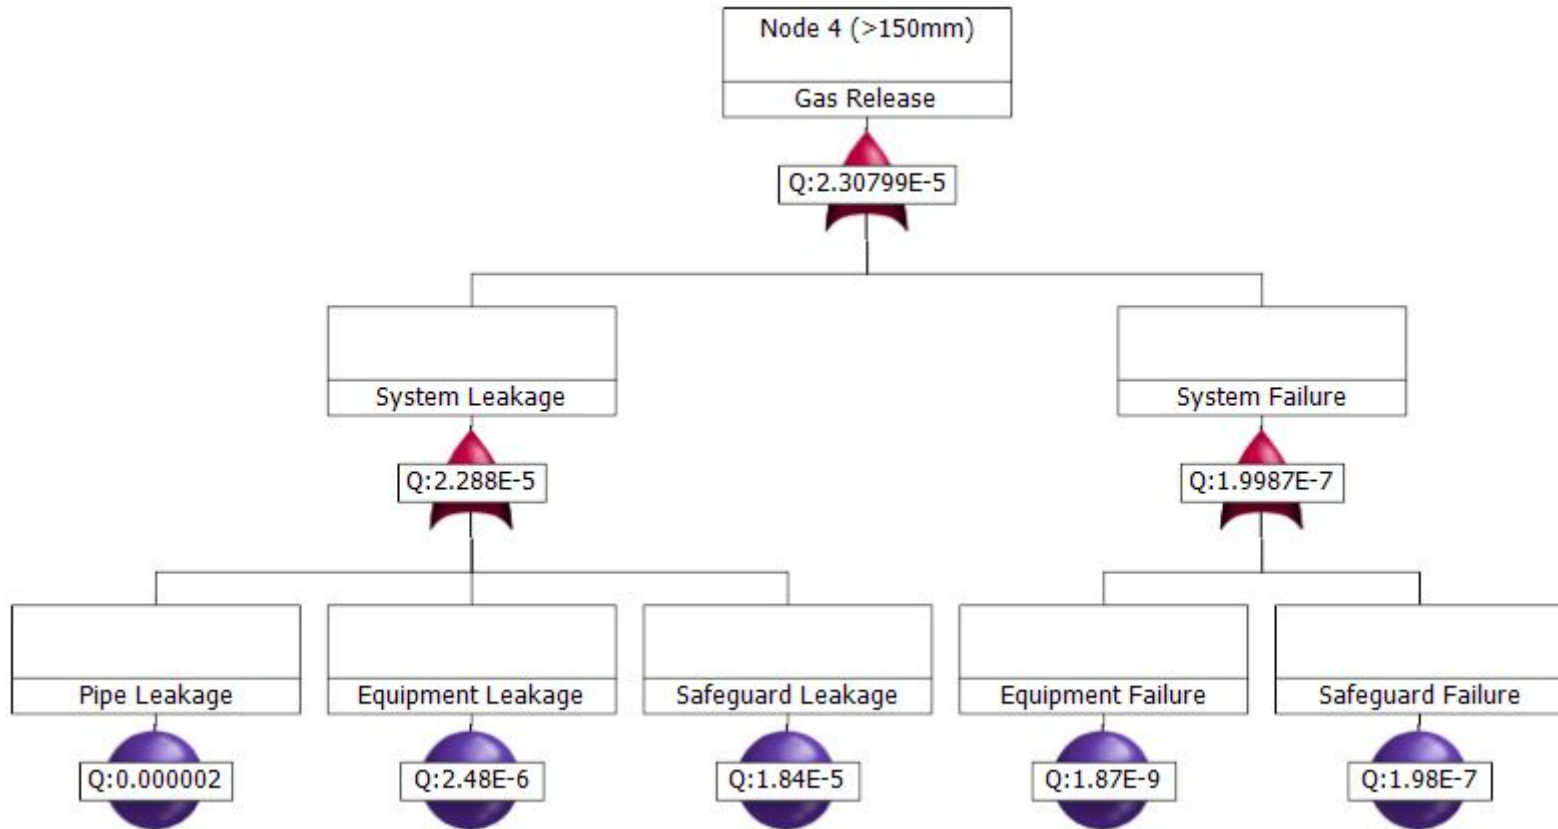 Node 4 (>150mm)
Gas Release
Q:2.30799E-5
System Leakage
System Failure
Q:2.288E-5
Q:1.9987E-7
Pipe Leakage
Equipment Leakage
Safeguard Leakage
Equipment Failure
Safeguard Failure
Q:0.000002
Q:2.48E-6
Q:1.84E-5
Q:1.87E-9
Q:1.98E-7